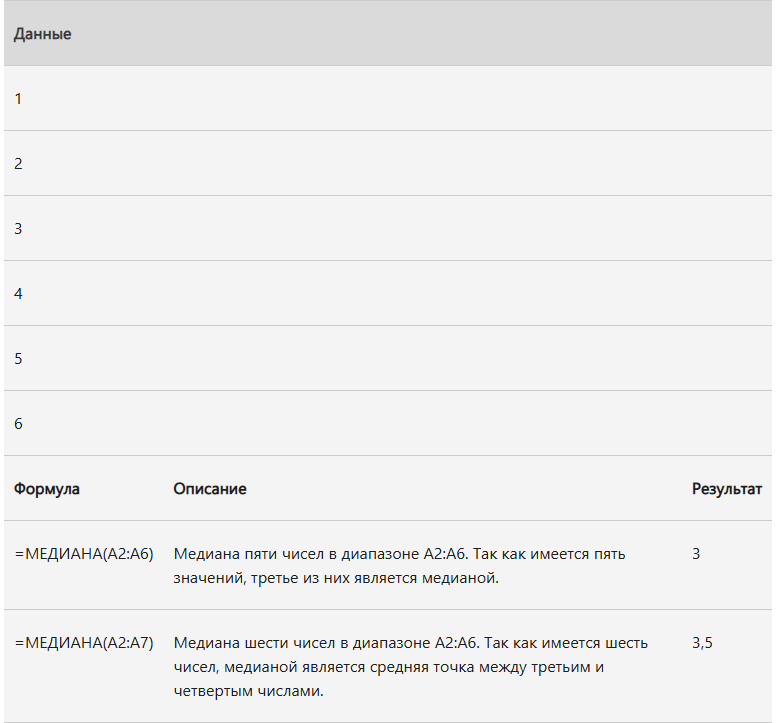 Данные
1
2
3
4
5
6
Формула Описание Результат
=МЕДИАНА(A2:A6) Медиана пяти чисел в диапазоне A2:A6. Так как имеется пять 3
значений, третье из них является медианой.
=МЕДИАНА(A2:A7) Медиана шести чисел в диапазоне A2:A6. Так как имеется шесть 3,5
чисел, медианой является средняя точка между третьим и
четвертым числами.